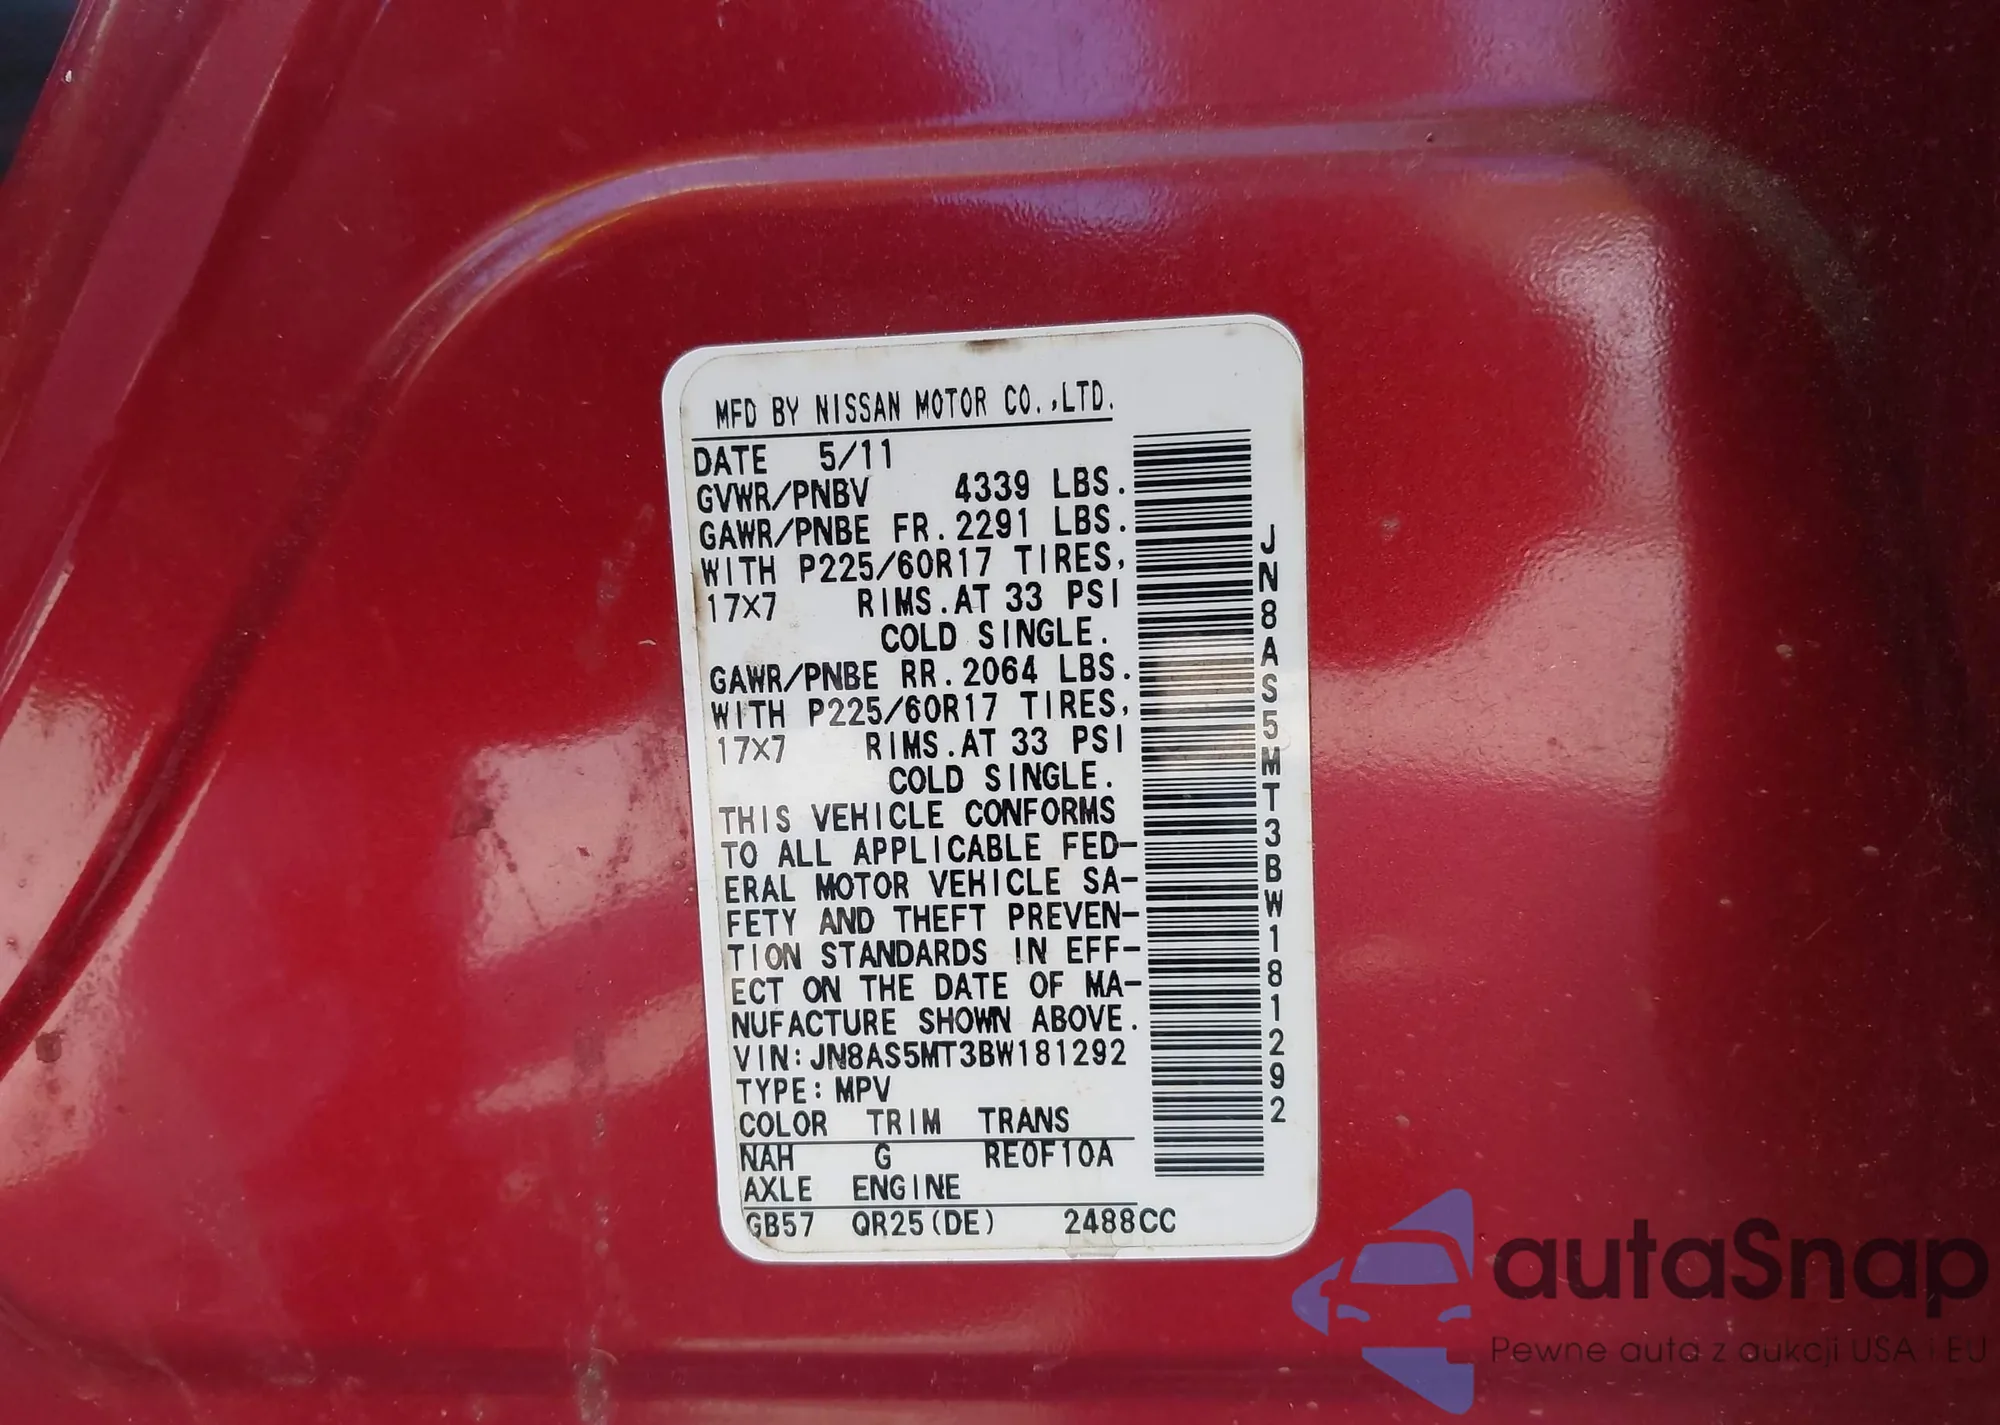 MFD BY NISSAN MOTOR CO.,LTD.
DATE 5/11
GVWR/PNBV 4339 LBS.
GAWR/PNBE FR.2291 LBS.
WITH P225/60R17 TIRES,
17X7 RIMS.AT 33 PSI
COLD SINGLE.
GAWR/PNBE RR.2064 LBS.
WITH P225/60R17 TIRES,
17X7 RIMS.AT 33 PSI
COLD SINGLE.
THIS VEHICLE CONFORMS
TO ALL APPLICABLE FED-
ERAL MOTOR VEHICLE SA-
FETY AND THEFT PREVEN-
TION STANDARDS IN EFF-
ECT ON THE DATE OF MA-
NUFACTURE SHOWN ABOVE.
VIN:JN8AS5MT3BW181292
TYPE:MPV
COLOR TRIM TRANS
NAH G RE0F10A
AXLE ENGINE
GB57 QR25(DE) 2488CC
JN8AS5MT3BW181292
autaSnap
Pewne auta z aukcji USA i EU